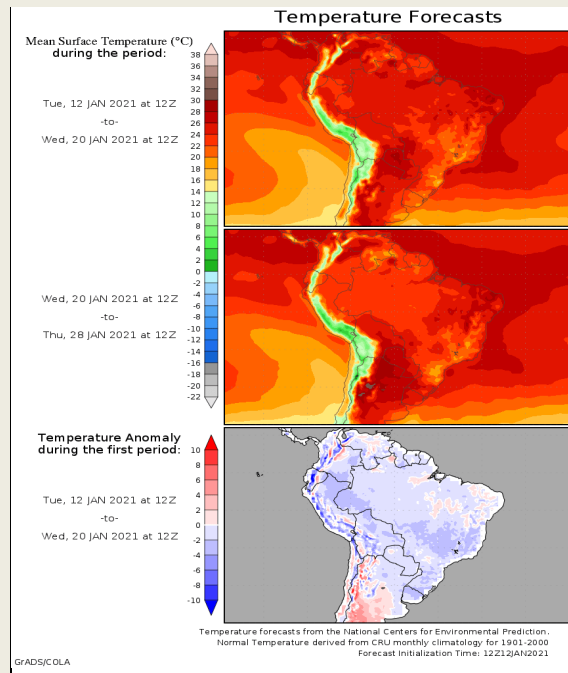 Temperature Forecasts
Mean Surface Temperature (°C)
during the period:
Tue, 12 JAN 2021 at 12Z
-to-
Wed, 20 JAN 2021 at 12Z
38
36
34
32
30
28
26
24
22
20
18
16
14
12
10
8
6
4
2
0
-2
-4
-6
-8
-10
-12
-14
-16
-18
-20
-22
Wed, 20 JAN 2021 at 12Z
-to-
Thu, 28 JAN 2021 at 12Z
Temperature Anomaly
during the first period:
Tue, 12 JAN 2021 at 12Z
-to-
Wed, 20 JAN 2021 at 12Z
10
8
6
4
2
0
-2
-4
-6
-8
-10
Temperature forecasts from the National Centers for Environmental Prediction.
Normal Temperature derived from CRU monthly climatology for 1901-2000
Forecast Initialization Time: 12Z12JAN2021
GrADS/COLA